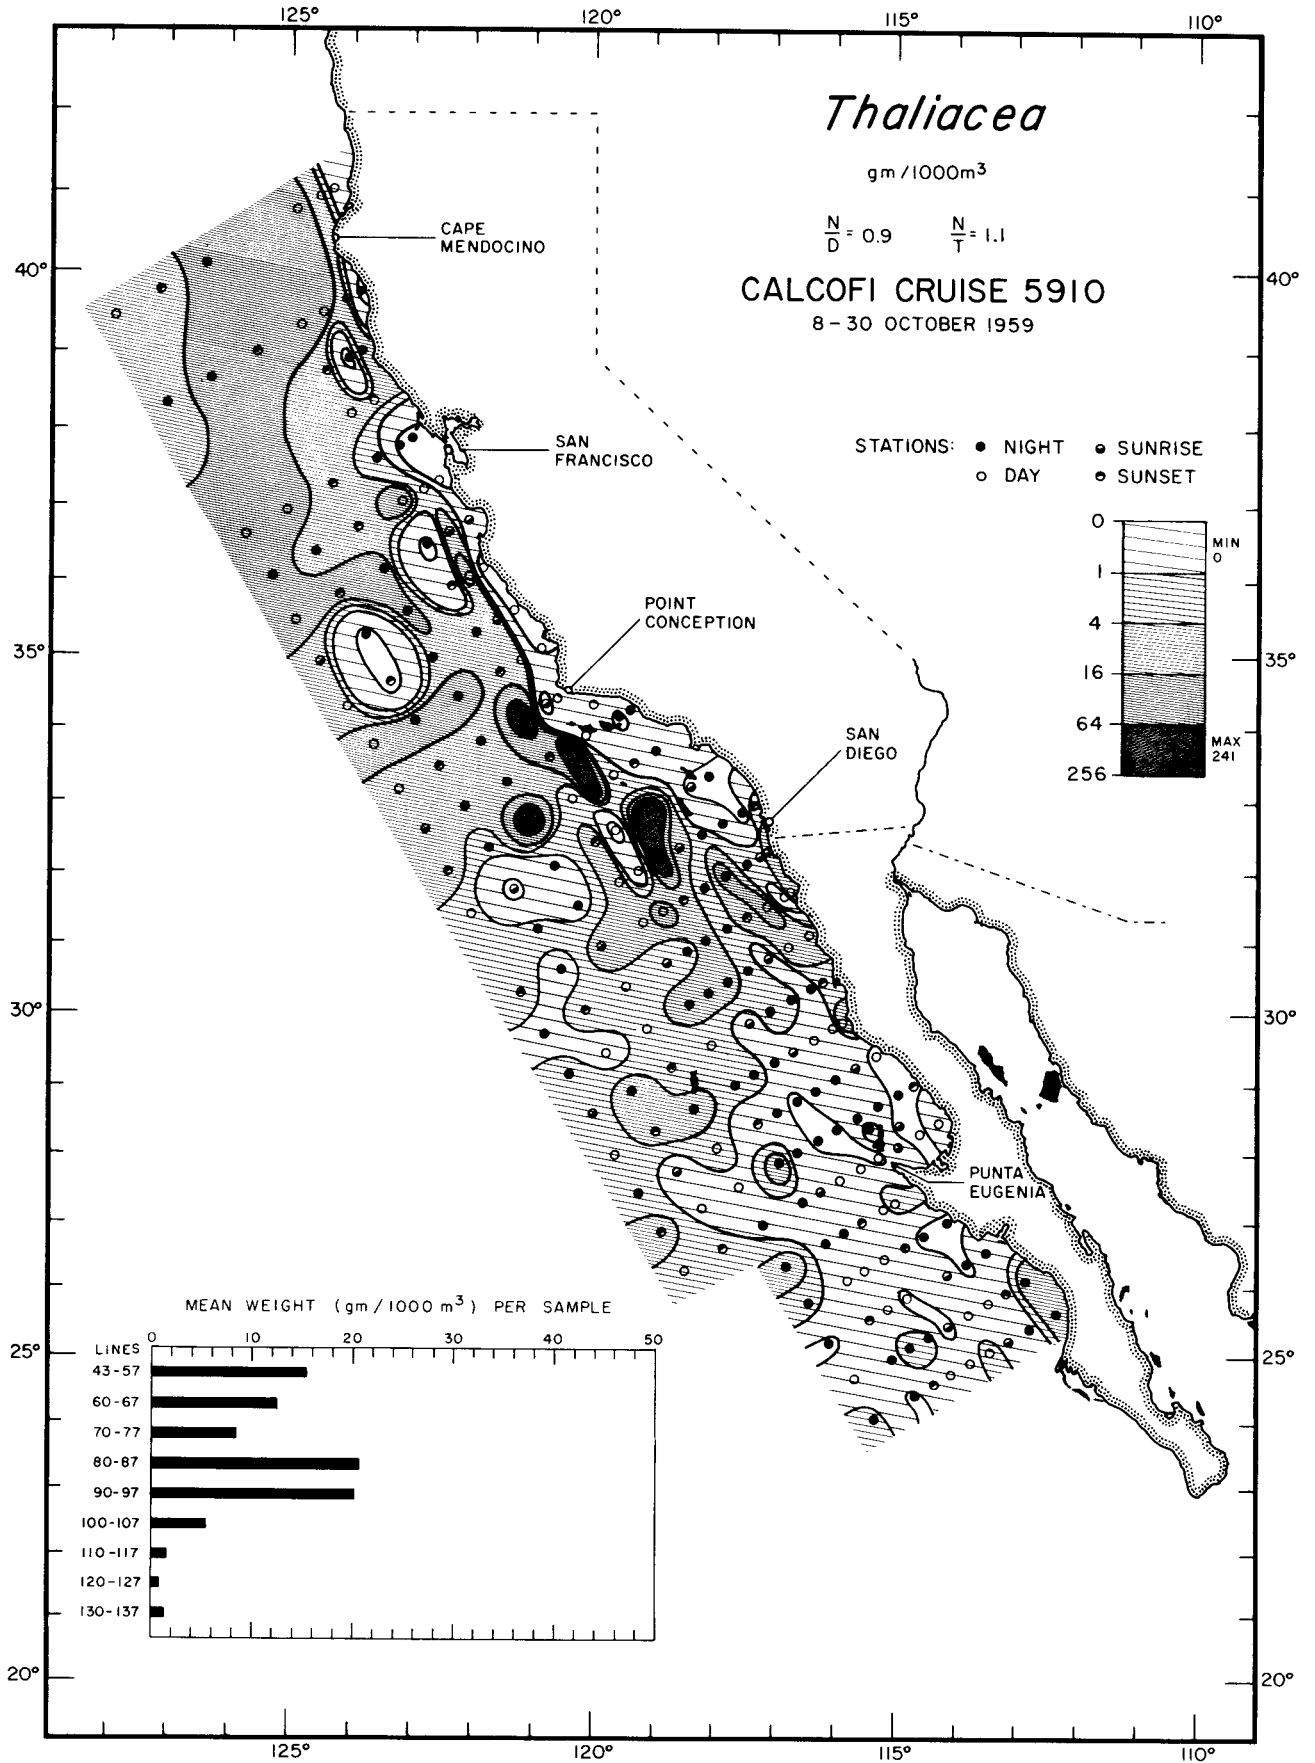 125° 120° 115° 110°
Thaliacea
gm/1000m³
N/D = 0.9 N/T = 1.1
CALCOFI CRUISE 5910
8-30 OCTOBER 1959
CAPE
MENDOCINO
40° 40°
SAN
FRANCISCO
STATIONS: ● NIGHT SUNRISE
○ DAY SUNSET
0
MIN
0
1
4
16
64
MAX
241
256
POINT
CONCEPTION
35° 35°
SAN
DIEGO
30° 30°
PUNTA
EUGENIA
MEAN WEIGHT (gm/1000 m³) PER SAMPLE
0 10 20 30 40 50
LINES
25° 25°
43-57
60-67
70-77
80-87
90-97
100-107
110-117
120-127
130-137
20° 20°
125° 120° 115° 110°